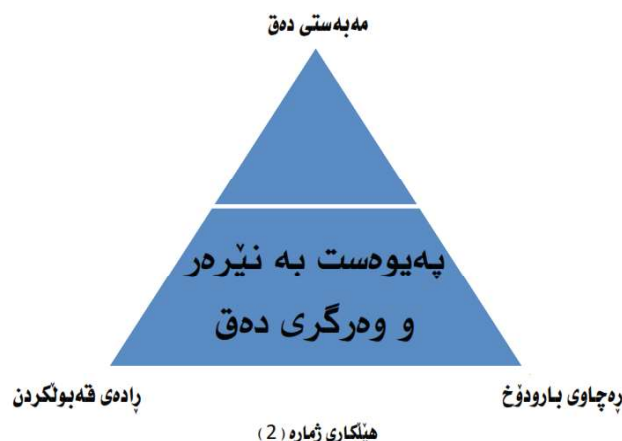 مەبەستی دەق
پەیوەست بە نێرەر
و وەرگری دەق
ڕەچاوی بارودۆخ
ڕادەی قەبوڵکردن
هێڵکاری ژمارە ( 2 )